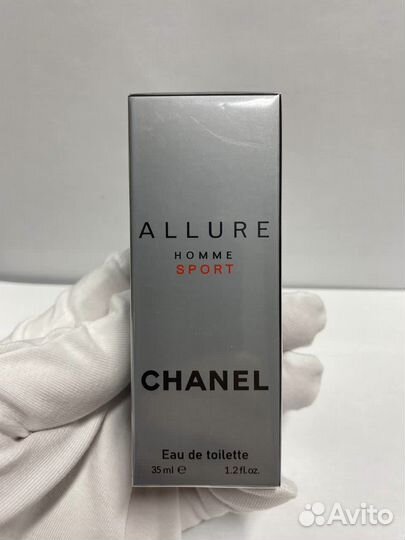 ALLURE
HOMME
SPORT
CHANEL
Eau de toilette
35 ml ℮ 1.2 fl.oz.
Avito